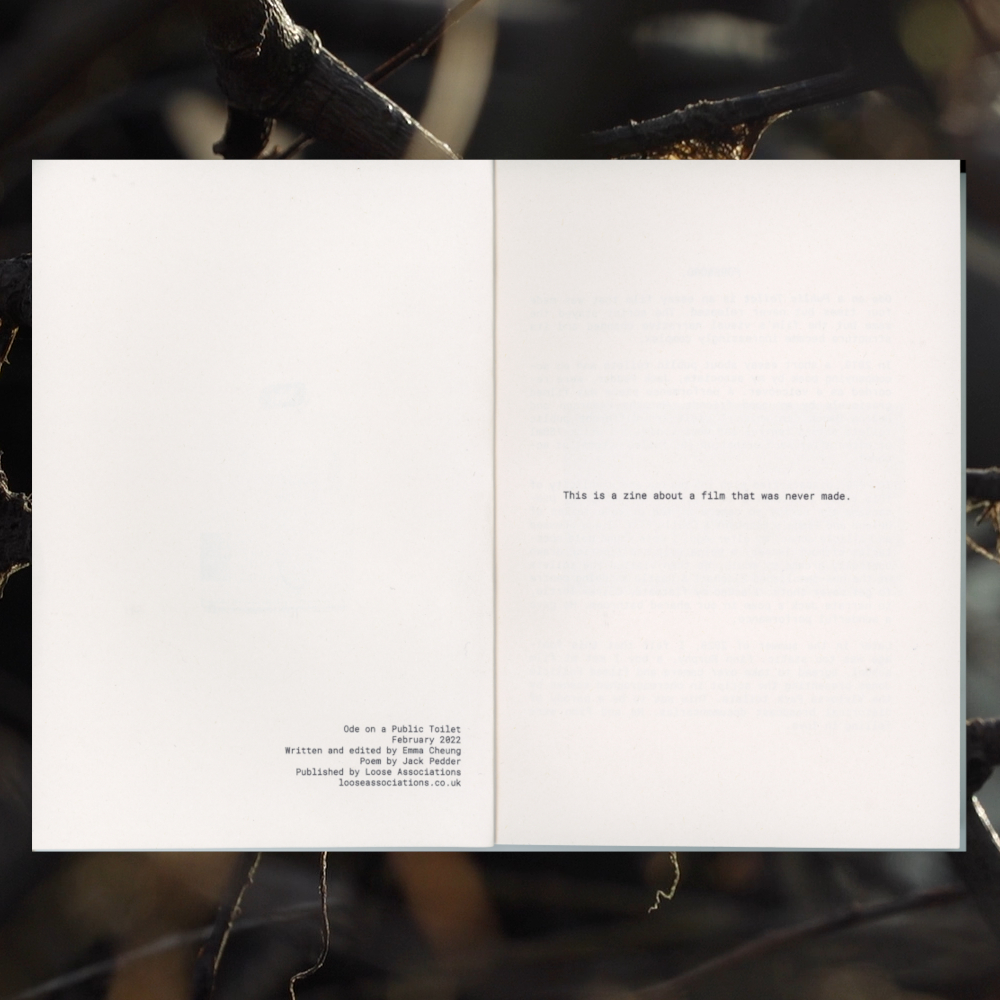 Ode on a Public Toilet
February 2022
Written and edited by Emma Cheung
Poem by Jack Pedder
Published by Loose Associations
looseassociations.co.uk
This is a zine about a film that was never made.